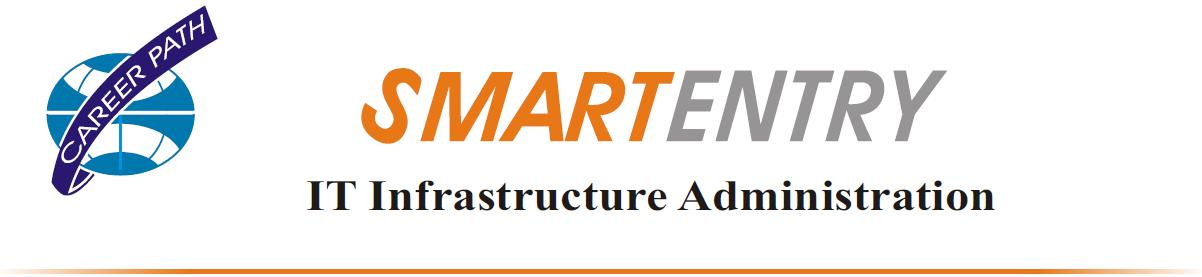 CAREER PATH
SMARTENTRY
IT Infrastructure Administration